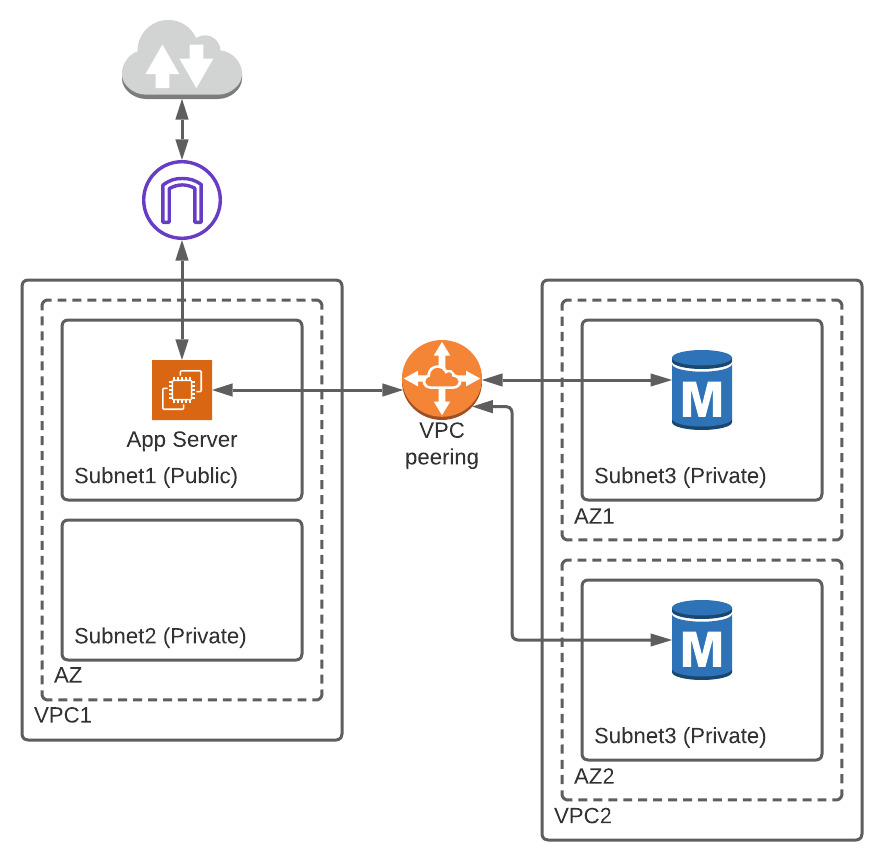 App Server
Subnet1 (Public)
Subnet2 (Private)
AZ
VPC1
VPC
peering
M
Subnet3 (Private)
AZ1
M
Subnet3 (Private)
AZ2
VPC2